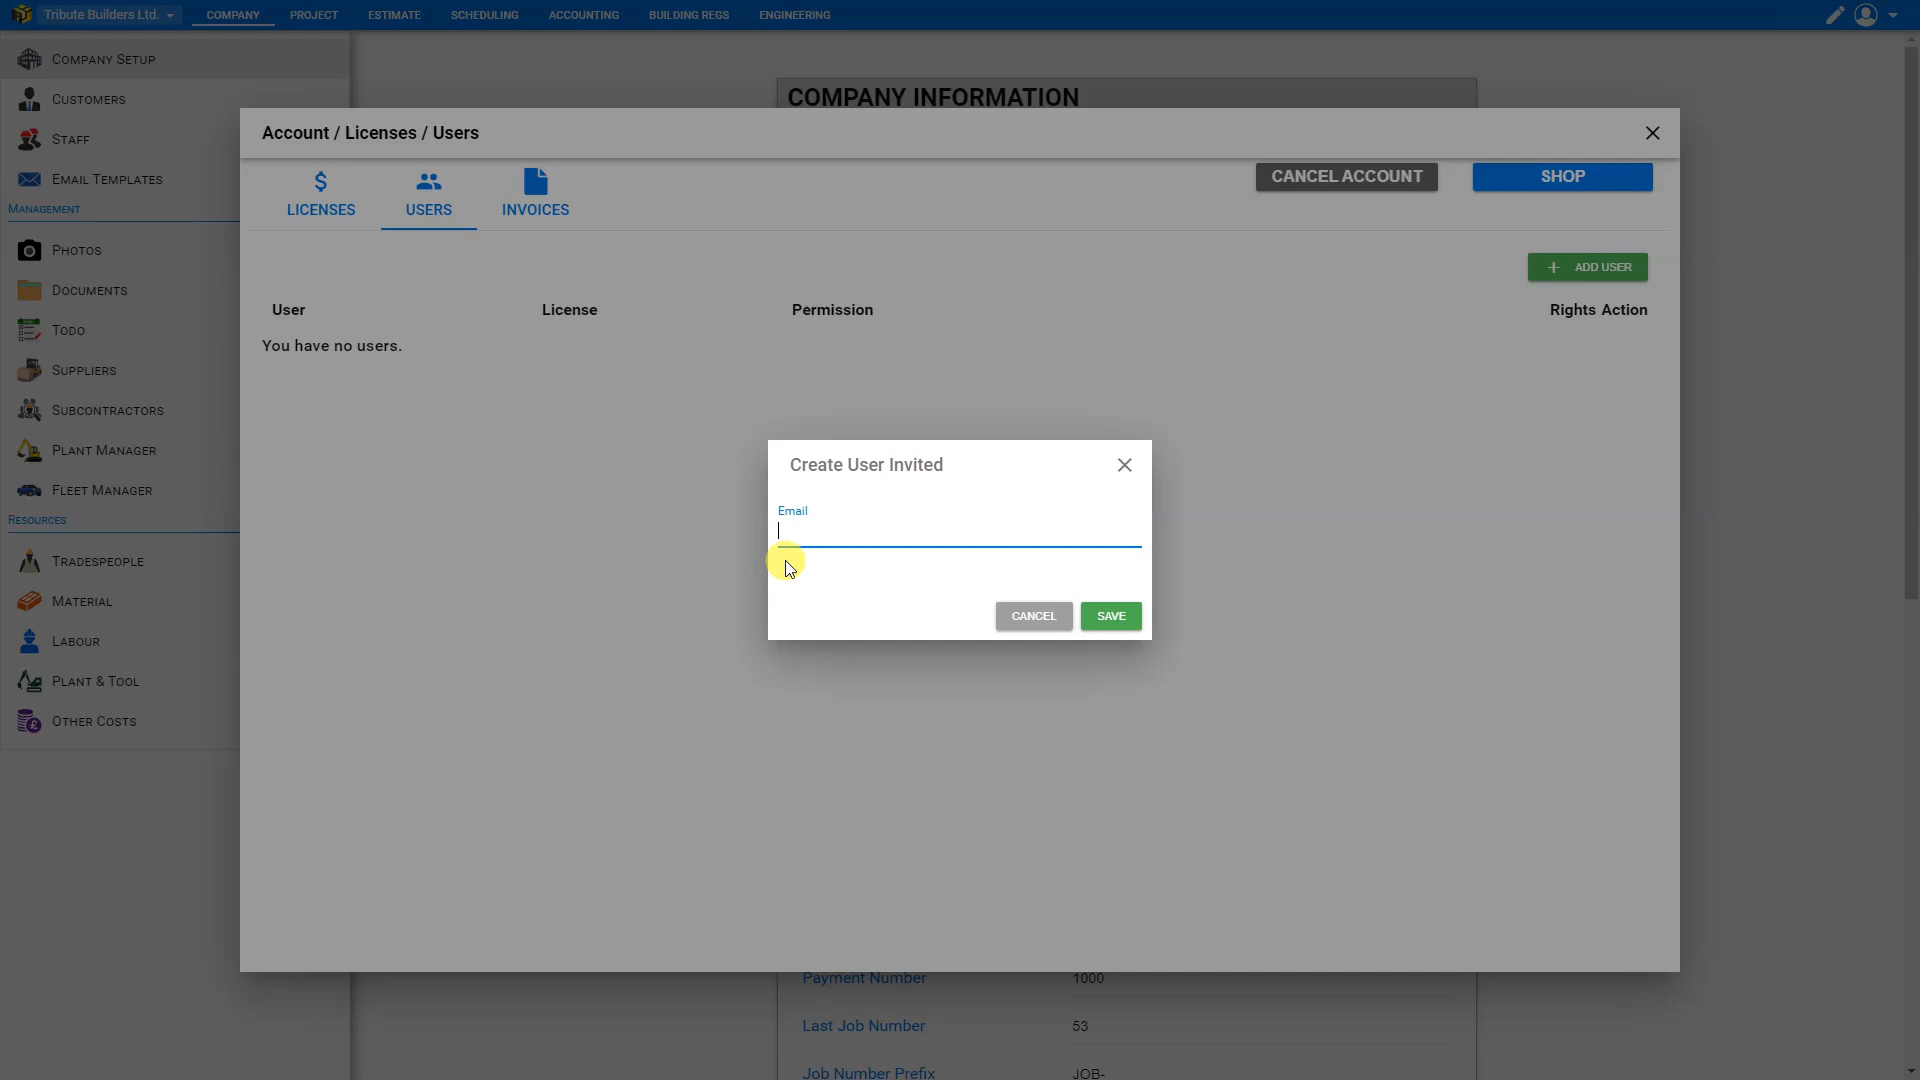 Tribute Builders Ltd.
COMPANY
PROJECT
ESTIMATE
SCHEDULING
ACCOUNTING
BUILDING REGS
ENGINEERING
COMPANY SETUP
CUSTOMERS
STAFF
EMAIL TEMPLATES
MANAGEMENT
PHOTOS
DOCUMENTS
TODO
SUPPLIERS
SUBCONTRACTORS
PLANT MANAGER
FLEET MANAGER
RESOURCES
TRADESPEOPLE
MATERIAL
LABOUR
PLANT & TOOL
OTHER COSTS
COMPANY INFORMATION
Account / Licenses / Users
LICENSES
USERS
INVOICES
CANCEL ACCOUNT
SHOP
ADD USER
User License Permission Rights Action
You have no users.
Create User Invited
Email
CANCEL SAVE
Payment Number 1000
Last Job Number 53
Job Number Prefix JOB-